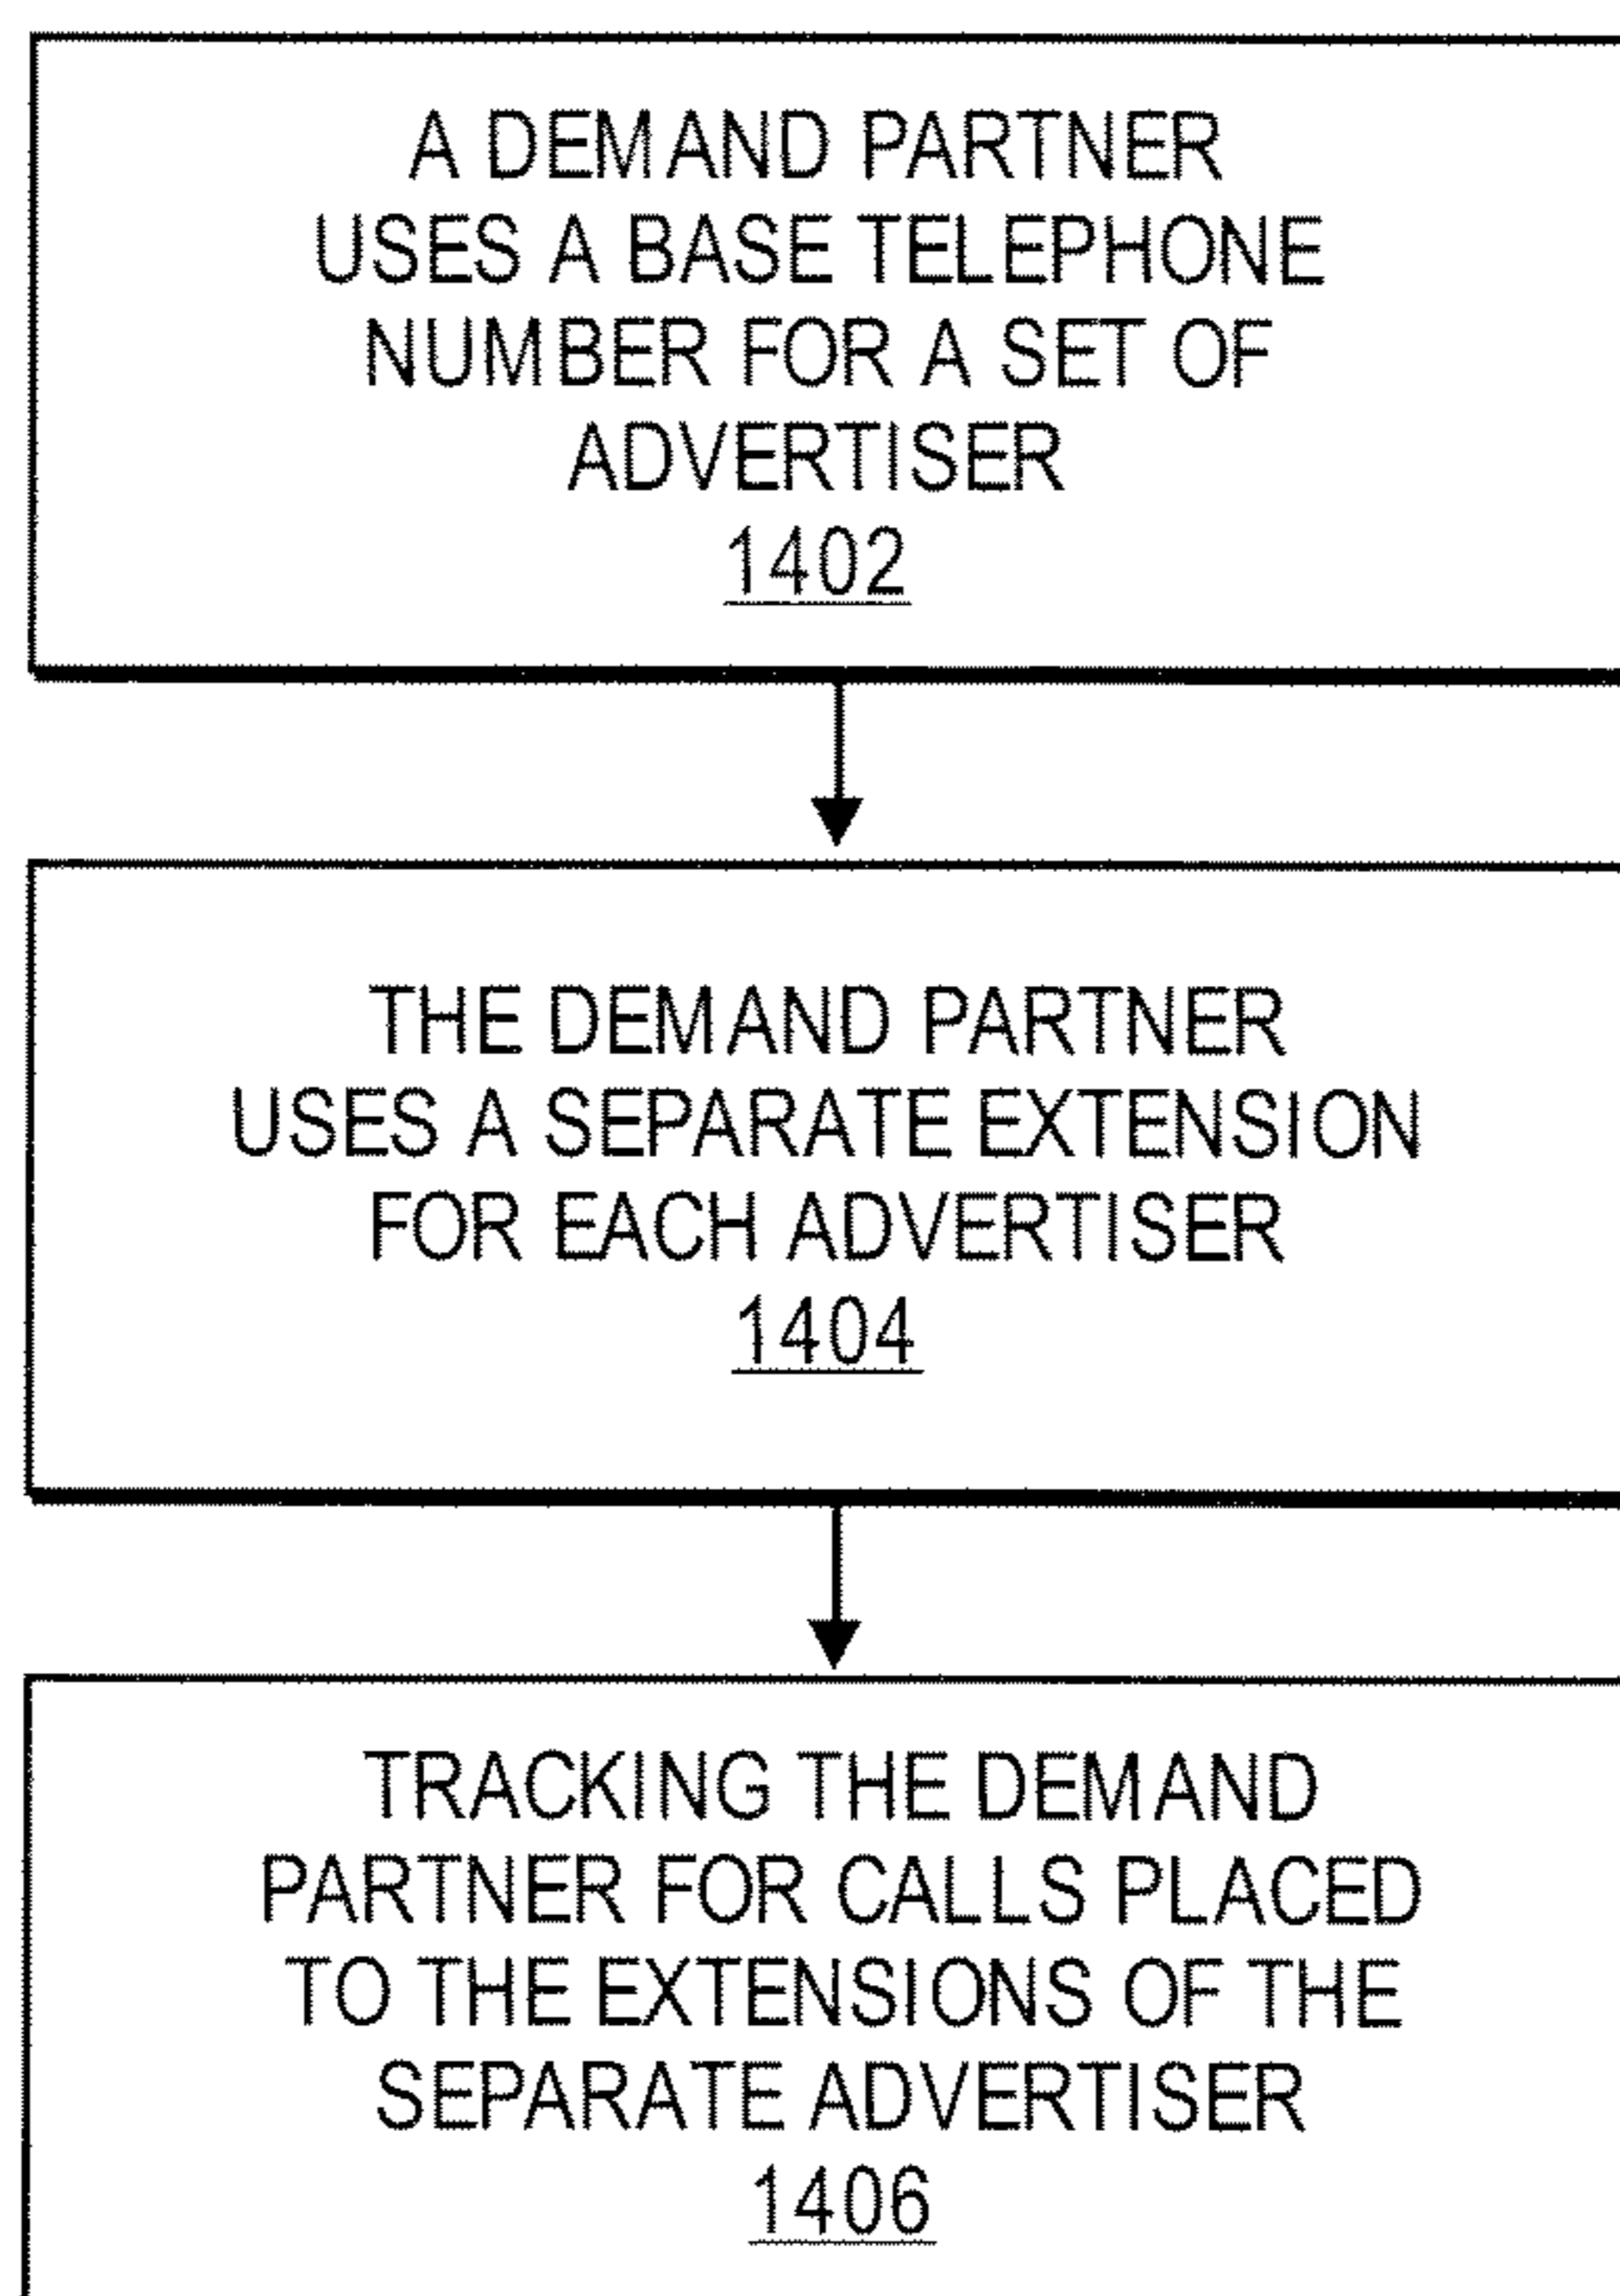 A DEMAND PARTNER
USES A BASE TELEPHONE
NUMBER FOR A SET OF
ADVERTISER
1402
THE DEMAND PARTNER
USES A SEPARATE EXTENSION
FOR EACH ADVERTISER
1404
TRACKING THE DEMAND
PARTNER FOR CALLS PLACED
TO THE EXTENSIONS OF THE
SEPARATE ADVERTISER
1406